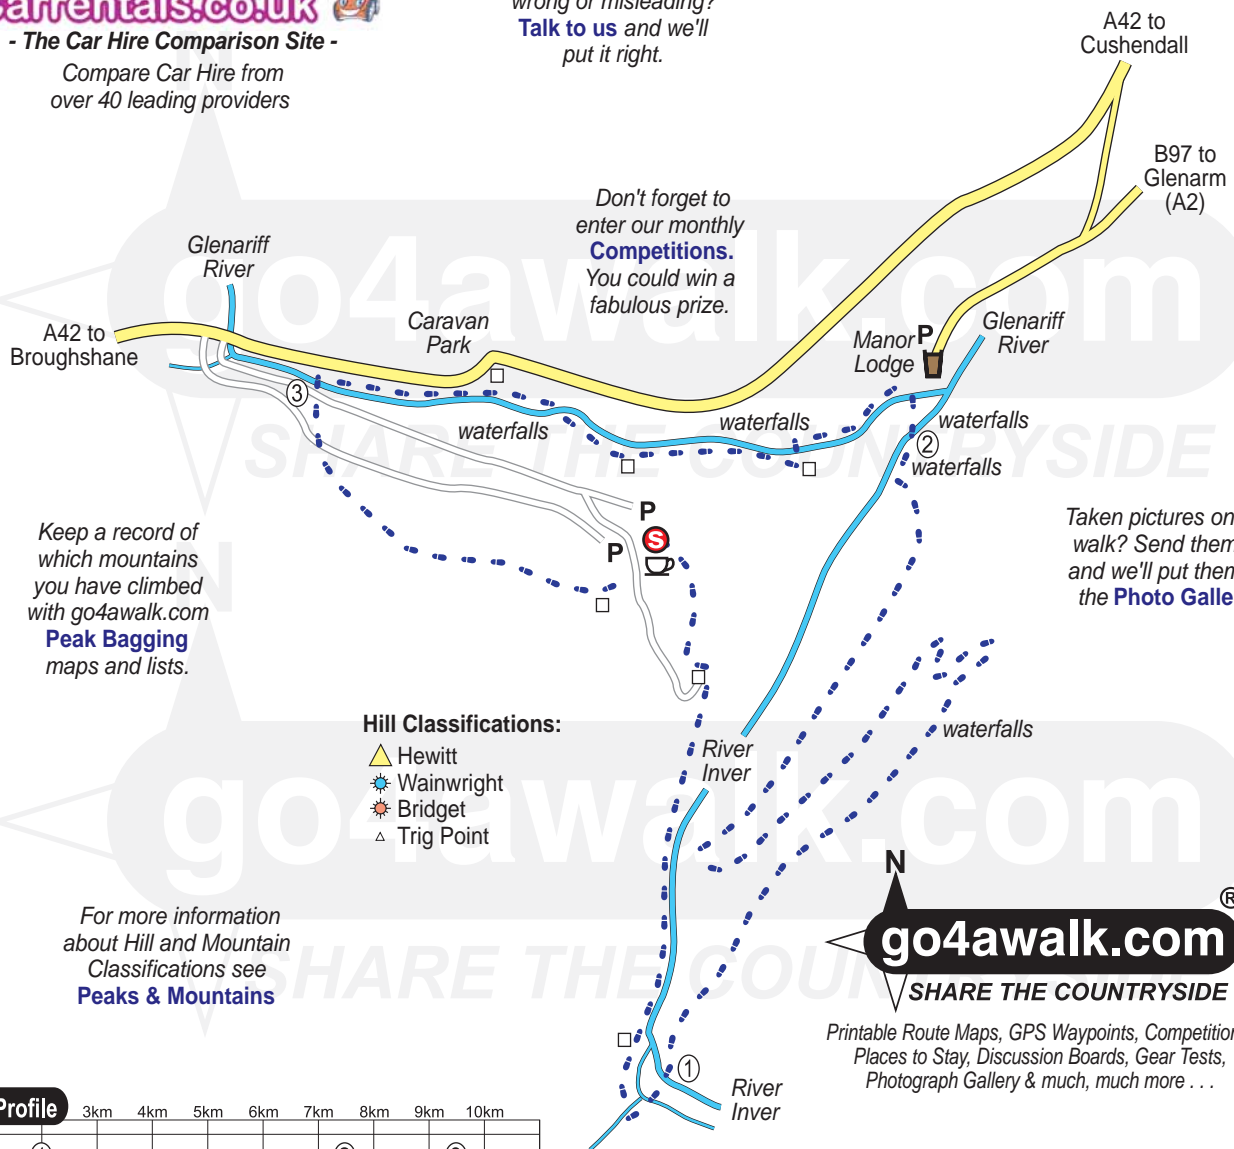 carrentals.co.uk
- The Car Hire Comparison Site -
Compare Car Hire from
over 40 leading providers
wrong or misleading?
Talk to us and we'll
put it right.
A42 to
Cushendall
B97 to
Glenarm
(A2)
Don't forget to
enter our monthly
Competitions.
You could win a
fabulous prize.
N
go4awalk.com
SHARE THE COUNTRYSIDE
Glenariff
River
A42 to
Broughshane
Caravan
Park
Manor
Lodge
P
Glenariff
River
3
waterfalls
waterfalls
waterfalls
2
waterfalls
P
P
S
Keep a record of
which mountains
you have climbed
with go4awalk.com
Peak Bagging
maps and lists.
Taken pictures on
walk? Send them
and we'll put them
the Photo Galle
N
go4awalk.com
SHARE THE COUNTRYSIDE
Hill Classifications:
Hewitt
Wainwright
Bridget
Trig Point
River
Inver
waterfalls
For more information
about Hill and Mountain
Classifications see
Peaks & Mountains
N
®
go4awalk.com
SHARE THE COUNTRYSIDE
Printable Route Maps, GPS Waypoints, Competition
Places to Stay, Discussion Boards, Gear Tests,
Photograph Gallery & much, much more . . .
1
River
Inver
Profile
3km 4km 5km 6km 7km 8km 9km 10km